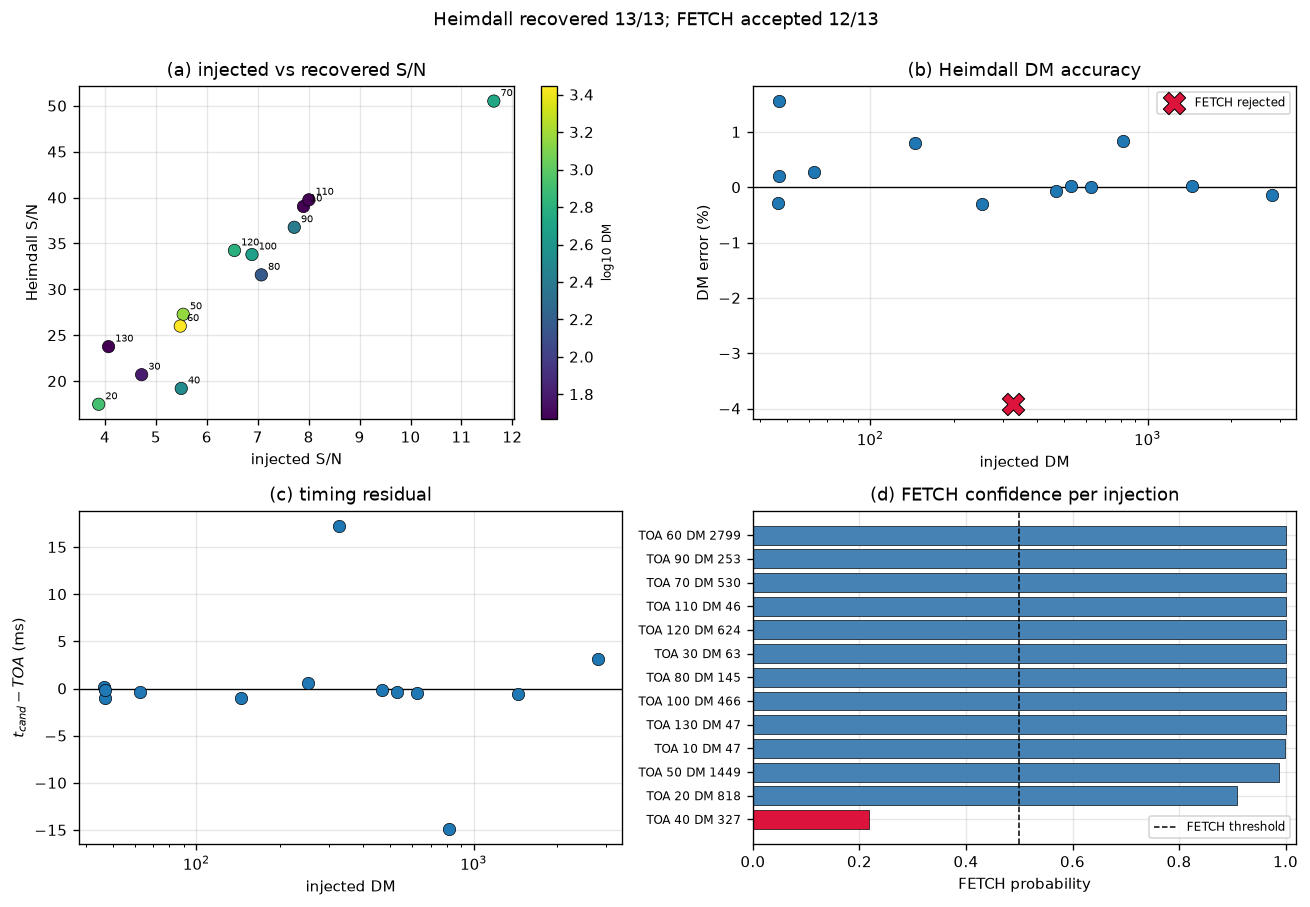 Heimdall recovered 13/13; FETCH accepted 12/13
(a) injected vs recovered S/N
50
45
40
35
30
25
20
Heimdall S/N
70
110
90
120
100
80
50
60
130
30
40
20
4 5 6 7 8 9 10 11 12
injected S/N
3.4
3.2
3.0
2.8
2.6
2.4
2.2
2.0
1.8
log10 DM
(b) Heimdall DM accuracy
FETCH rejected
1
0
−1
−2
−3
−4
DM error (%)
10² 10³
injected DM
(c) timing residual
15
10
5
0
−5
−10
−15
t_cand − TOA (ms)
10² 10³
injected DM
(d) FETCH confidence per injection
TOA 60 DM 2799
TOA 90 DM 253
TOA 70 DM 530
TOA 110 DM 46
TOA 120 DM 624
TOA 30 DM 63
TOA 80 DM 145
TOA 100 DM 466
TOA 130 DM 47
TOA 10 DM 47
TOA 50 DM 1449
TOA 20 DM 818
TOA 40 DM 327
FETCH threshold
0.0 0.2 0.4 0.6 0.8 1.0
FETCH probability